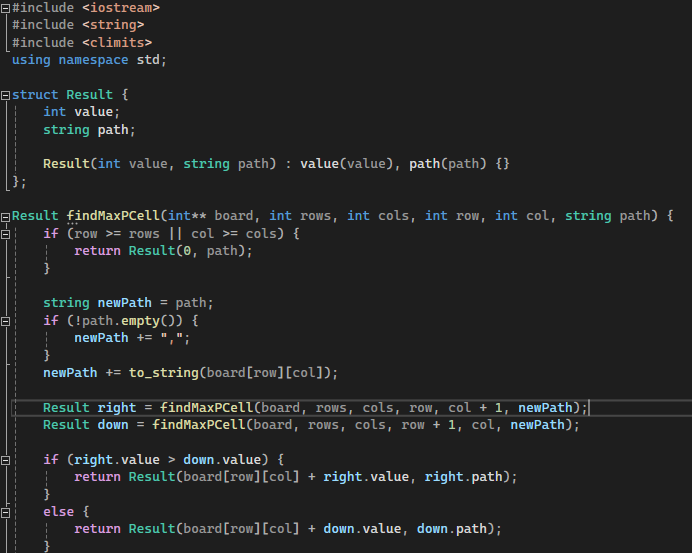 #include <iostream>
#include <string>
#include <climits>
using namespace std;

struct Result {
    int value;
    string path;

    Result(int value, string path) : value(value), path(path) {}
};

Result findMaxPCell(int** board, int rows, int cols, int row, int col, string path) {
    if (row >= rows || col >= cols) {
        return Result(0, path);
    }

    string newPath = path;
    if (!path.empty()) {
        newPath += ",";
    }
    newPath += to_string(board[row][col]);

    Result right = findMaxPCell(board, rows, cols, row, col + 1, newPath);
    Result down = findMaxPCell(board, rows, cols, row + 1, col, newPath);

    if (right.value > down.value) {
        return Result(board[row][col] + right.value, right.path);
    }
    else {
        return Result(board[row][col] + down.value, down.path);
    }